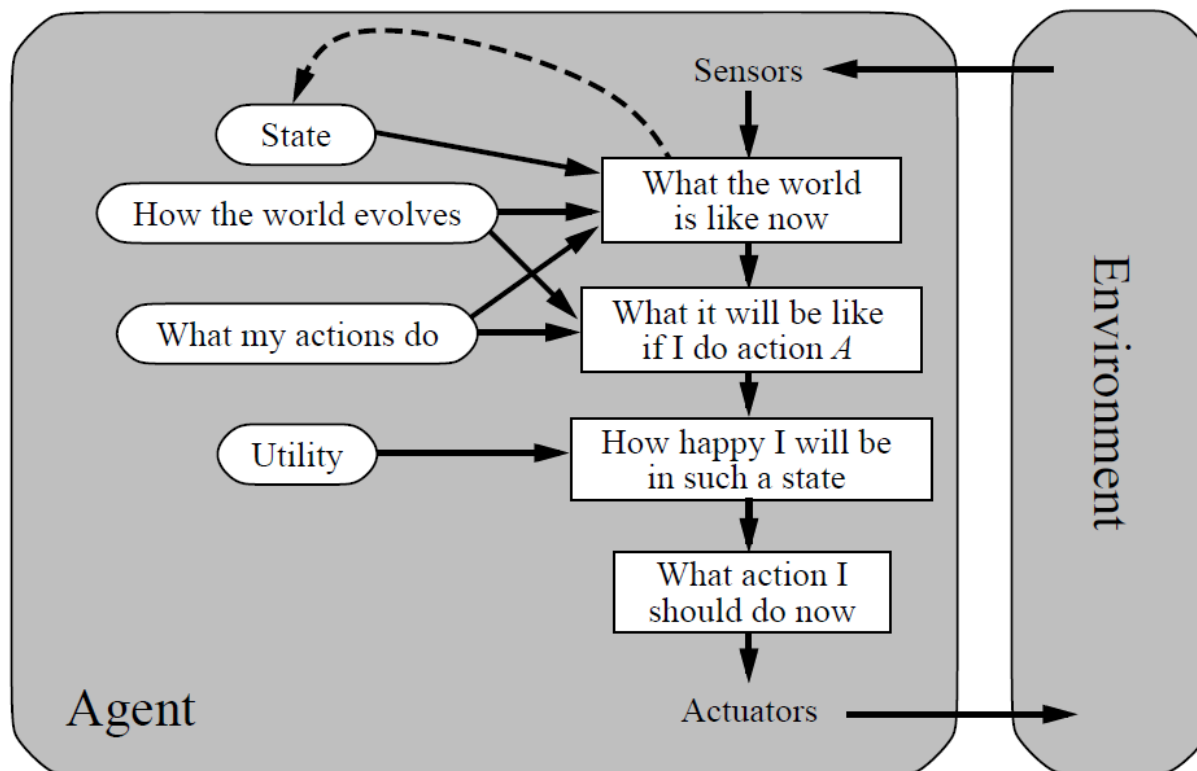 Sensors
State
What the world
is like now
How the world evolves
What my actions do
What it will be like
if I do action A
Utility
How happy I will be
in such a state
What action I
should do now
Agent
Actuators
Environment